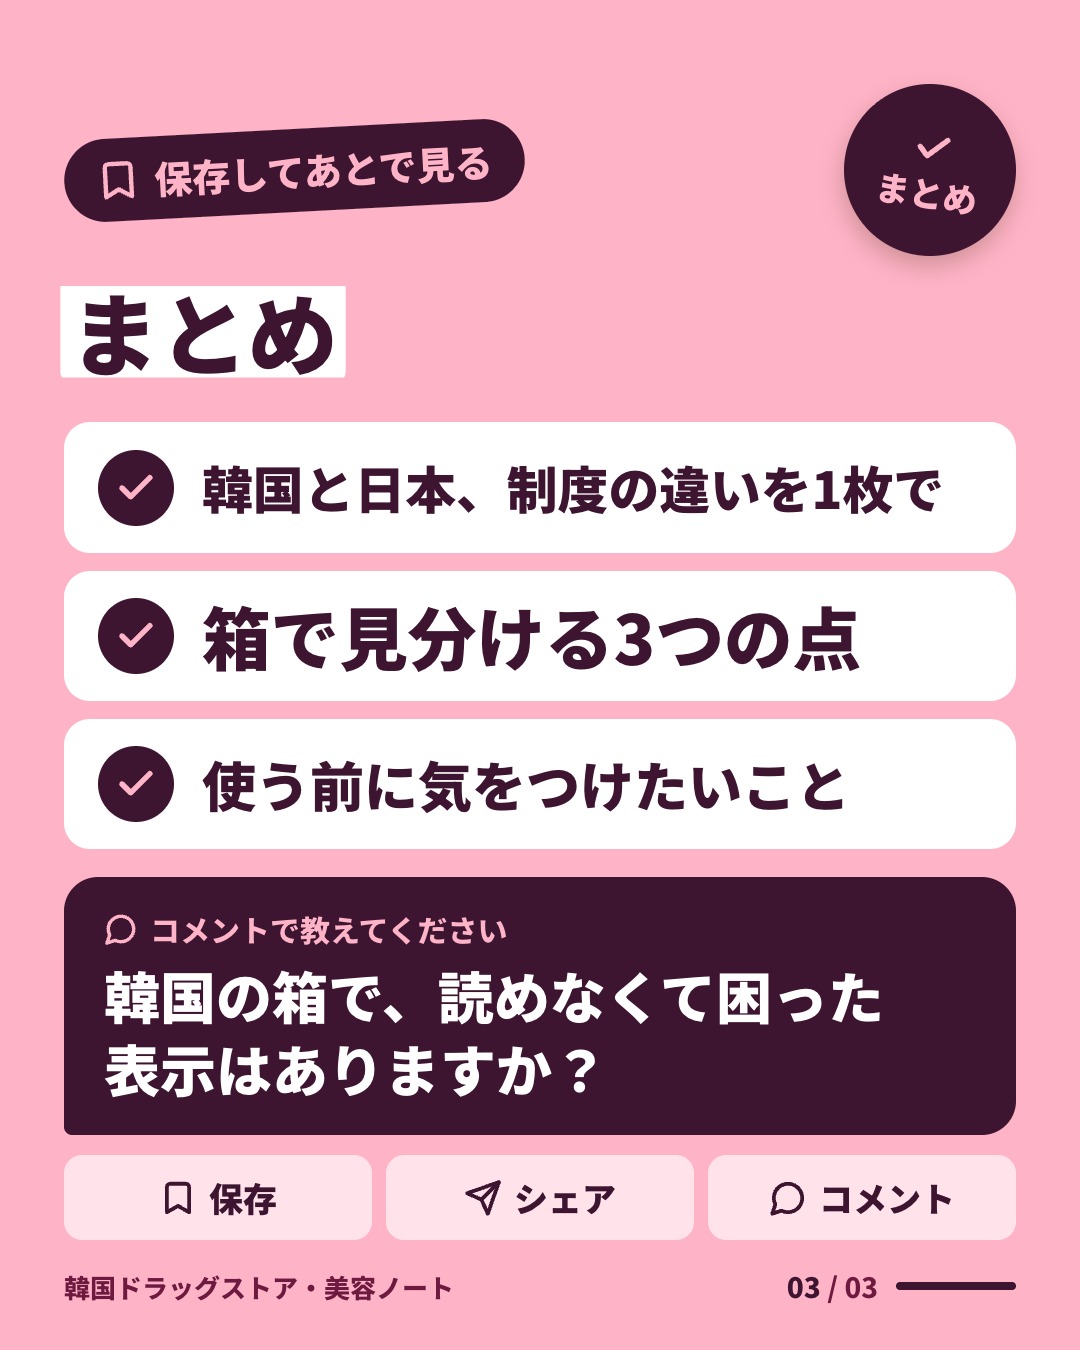 保存してあとで見る
まとめ
まとめ
韓国と日本、制度の違いを1枚で
箱で見分ける3つの点
使う前に気をつけたいこと
コメントで教えてください
韓国の箱で、読めなくて困った
表示はありますか？
保存
シェア
コメント
韓国ドラッグストア・美容ノート
03 / 03